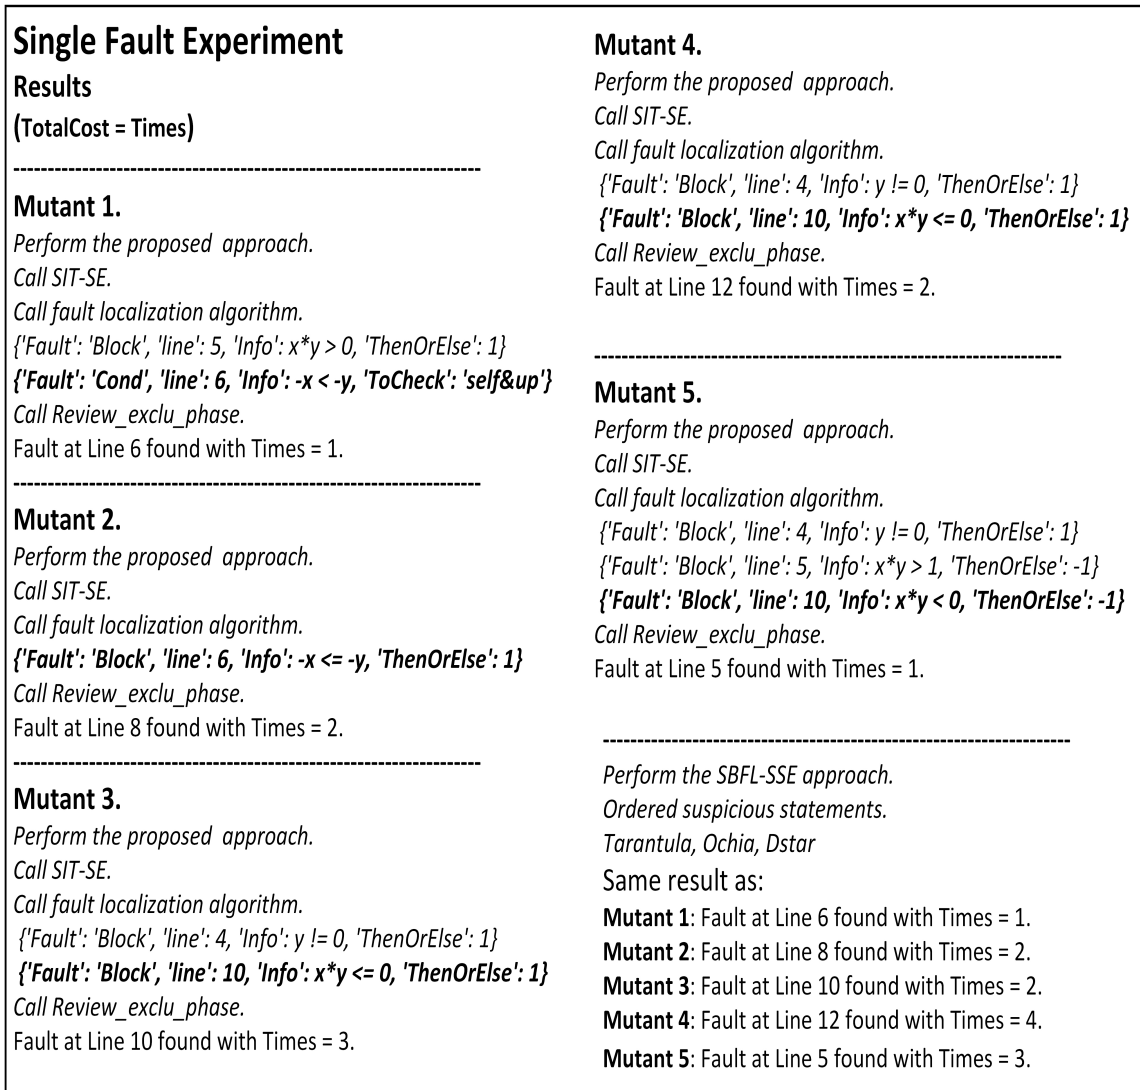 Single Fault Experiment
Results
(TotalCost = Times)
--------------------------------------------------------------------
Mutant 1.
Perform the proposed approach.
Call SIT-SE.
Call fault localization algorithm.
{'Fault': 'Block', 'line': 5, 'Info': x*y > 0, 'ThenOrElse': 1}
{'Fault': 'Cond', 'line': 6, 'Info': -x < -y, 'ToCheck': 'self&up'}
Call Review_exclu_phase.
Fault at Line 6 found with Times = 1.
--------------------------------------------------------------------
Mutant 2.
Perform the proposed approach.
Call SIT-SE.
Call fault localization algorithm.
{'Fault': 'Block', 'line': 6, 'Info': -x <= -y, 'ThenOrElse': 1}
Call Review_exclu_phase.
Fault at Line 8 found with Times = 2.
--------------------------------------------------------------------
Mutant 3.
Perform the proposed approach.
Call SIT-SE.
Call fault localization algorithm.
{'Fault': 'Block', 'line': 4, 'Info': y != 0, 'ThenOrElse': 1}
{'Fault': 'Block', 'line': 10, 'Info': x*y <= 0, 'ThenOrElse': 1}
Call Review_exclu_phase.
Fault at Line 10 found with Times = 3.
Mutant 4.
Perform the proposed approach.
Call SIT-SE.
Call fault localization algorithm.
{'Fault': 'Block', 'line': 4, 'Info': y != 0, 'ThenOrElse': 1}
{'Fault': 'Block', 'line': 10, 'Info': x*y <= 0, 'ThenOrElse': 1}
Call Review_exclu_phase.
Fault at Line 12 found with Times = 2.
--------------------------------------------------------------------
Mutant 5.
Perform the proposed approach.
Call SIT-SE.
Call fault localization algorithm.
{'Fault': 'Block', 'line': 4, 'Info': y != 0, 'ThenOrElse': 1}
{'Fault': 'Block', 'line': 5, 'Info': x*y > 1, 'ThenOrElse': -1}
{'Fault': 'Block', 'line': 10, 'Info': x*y < 0, 'ThenOrElse': -1}
Call Review_exclu_phase.
Fault at Line 5 found with Times = 1.
--------------------------------------------------------------------
Perform the SBFL-SSE approach.
Ordered suspicious statements.
Tarantula, Ochia, Dstar
Same result as:
Mutant 1: Fault at Line 6 found with Times = 1.
Mutant 2: Fault at Line 8 found with Times = 2.
Mutant 3: Fault at Line 10 found with Times = 2.
Mutant 4: Fault at Line 12 found with Times = 4.
Mutant 5: Fault at Line 5 found with Times = 3.